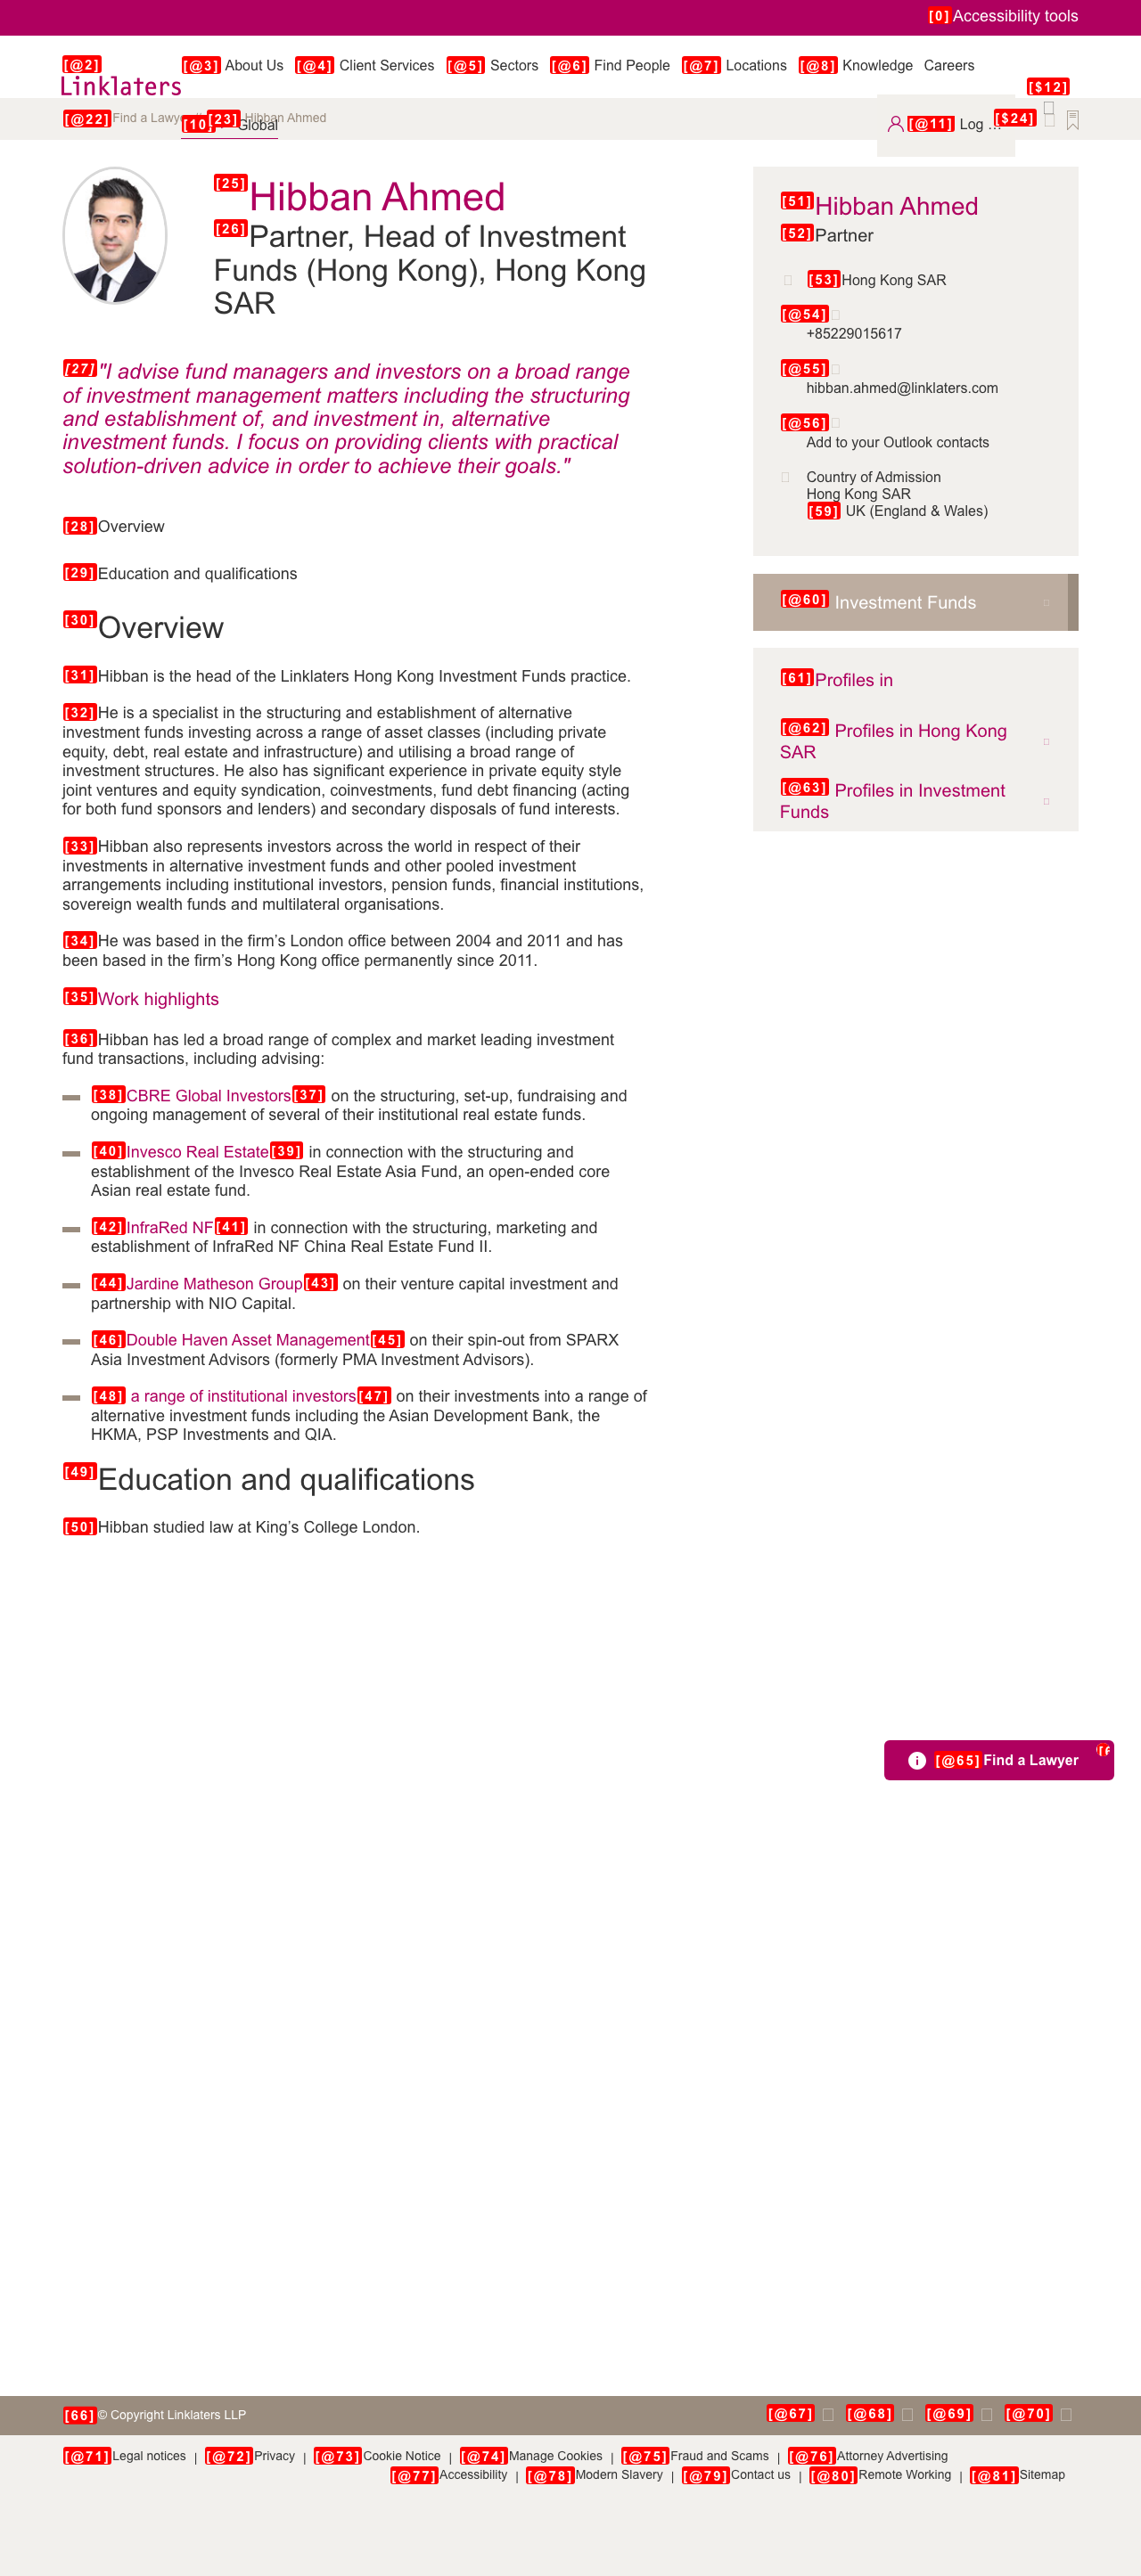 [0] Accessibility tools
[@2] Linklaters
[@3] About Us [@4] Client Services [@5] Sectors [@6] Find People [@7] Locations [@8] Knowledge Careers
[$12]
[@22] Find a Lawyer [10] [23] Hibban Ahmed
Global
[@11] Log ...
[$24]
[25] Hibban Ahmed
[26] Partner, Head of Investment
Funds (Hong Kong), Hong Kong
SAR
[27] "I advise fund managers and investors on a broad range
of investment management matters including the structuring
and establishment of, and investment in, alternative
investment funds. I focus on providing clients with practical
solution-driven advice in order to achieve their goals."
[28] Overview
[29] Education and qualifications
[30] Overview
[31] Hibban is the head of the Linklaters Hong Kong Investment Funds practice.
[32] He is a specialist in the structuring and establishment of alternative
investment funds investing across a range of asset classes (including private
equity, debt, real estate and infrastructure) and utilising a broad range of
investment structures. He also has significant experience in private equity style
joint ventures and equity syndication, coinvestments, fund debt financing (acting
for both fund sponsors and lenders) and secondary disposals of fund interests.
[33] Hibban also represents investors across the world in respect of their
investments in alternative investment funds and other pooled investment
arrangements including institutional investors, pension funds, financial institutions,
sovereign wealth funds and multilateral organisations.
[34] He was based in the firm's London office between 2004 and 2011 and has
been based in the firm's Hong Kong office permanently since 2011.
[35] Work highlights
[36] Hibban has led a broad range of complex and market leading investment
fund transactions, including advising:
[38] CBRE Global Investors [37] on the structuring, set-up, fundraising and
ongoing management of several of their institutional real estate funds.
[40] Invesco Real Estate [39] in connection with the structuring and
establishment of the Invesco Real Estate Asia Fund, an open-ended core
Asian real estate fund.
[42] InfraRed NF [41] in connection with the structuring, marketing and
establishment of InfraRed NF China Real Estate Fund II.
[44] Jardine Matheson Group [43] on their venture capital investment and
partnership with NIO Capital.
[46] Double Haven Asset Management [45] on their spin-out from SPARX
Asia Investment Advisors (formerly PMA Investment Advisors).
[48] a range of institutional investors [47] on their investments into a range of
alternative investment funds including the Asian Development Bank, the
HKMA, PSP Investments and QIA.
[49] Education and qualifications
[50] Hibban studied law at King's College London.
[51] Hibban Ahmed
[52] Partner
[53] Hong Kong SAR
[@54]
+85229015617
[@55]
hibban.ahmed@linklaters.com
[@56]
Add to your Outlook contacts
Country of Admission
Hong Kong SAR
[59] UK (England & Wales)
[@60] Investment Funds
[61] Profiles in
[@62] Profiles in Hong Kong
SAR
[@63] Profiles in Investment
Funds
[@65] Find a Lawyer
[66] © Copyright Linklaters LLP
[@67] [@68] [@69] [@70]
[@71] Legal notices | [@72] Privacy | [@73] Cookie Notice | [@74] Manage Cookies | [@75] Fraud and Scams | [@76] Attorney Advertising
[@77] Accessibility | [@78] Modern Slavery | [@79] Contact us | [@80] Remote Working | [@81] Sitemap